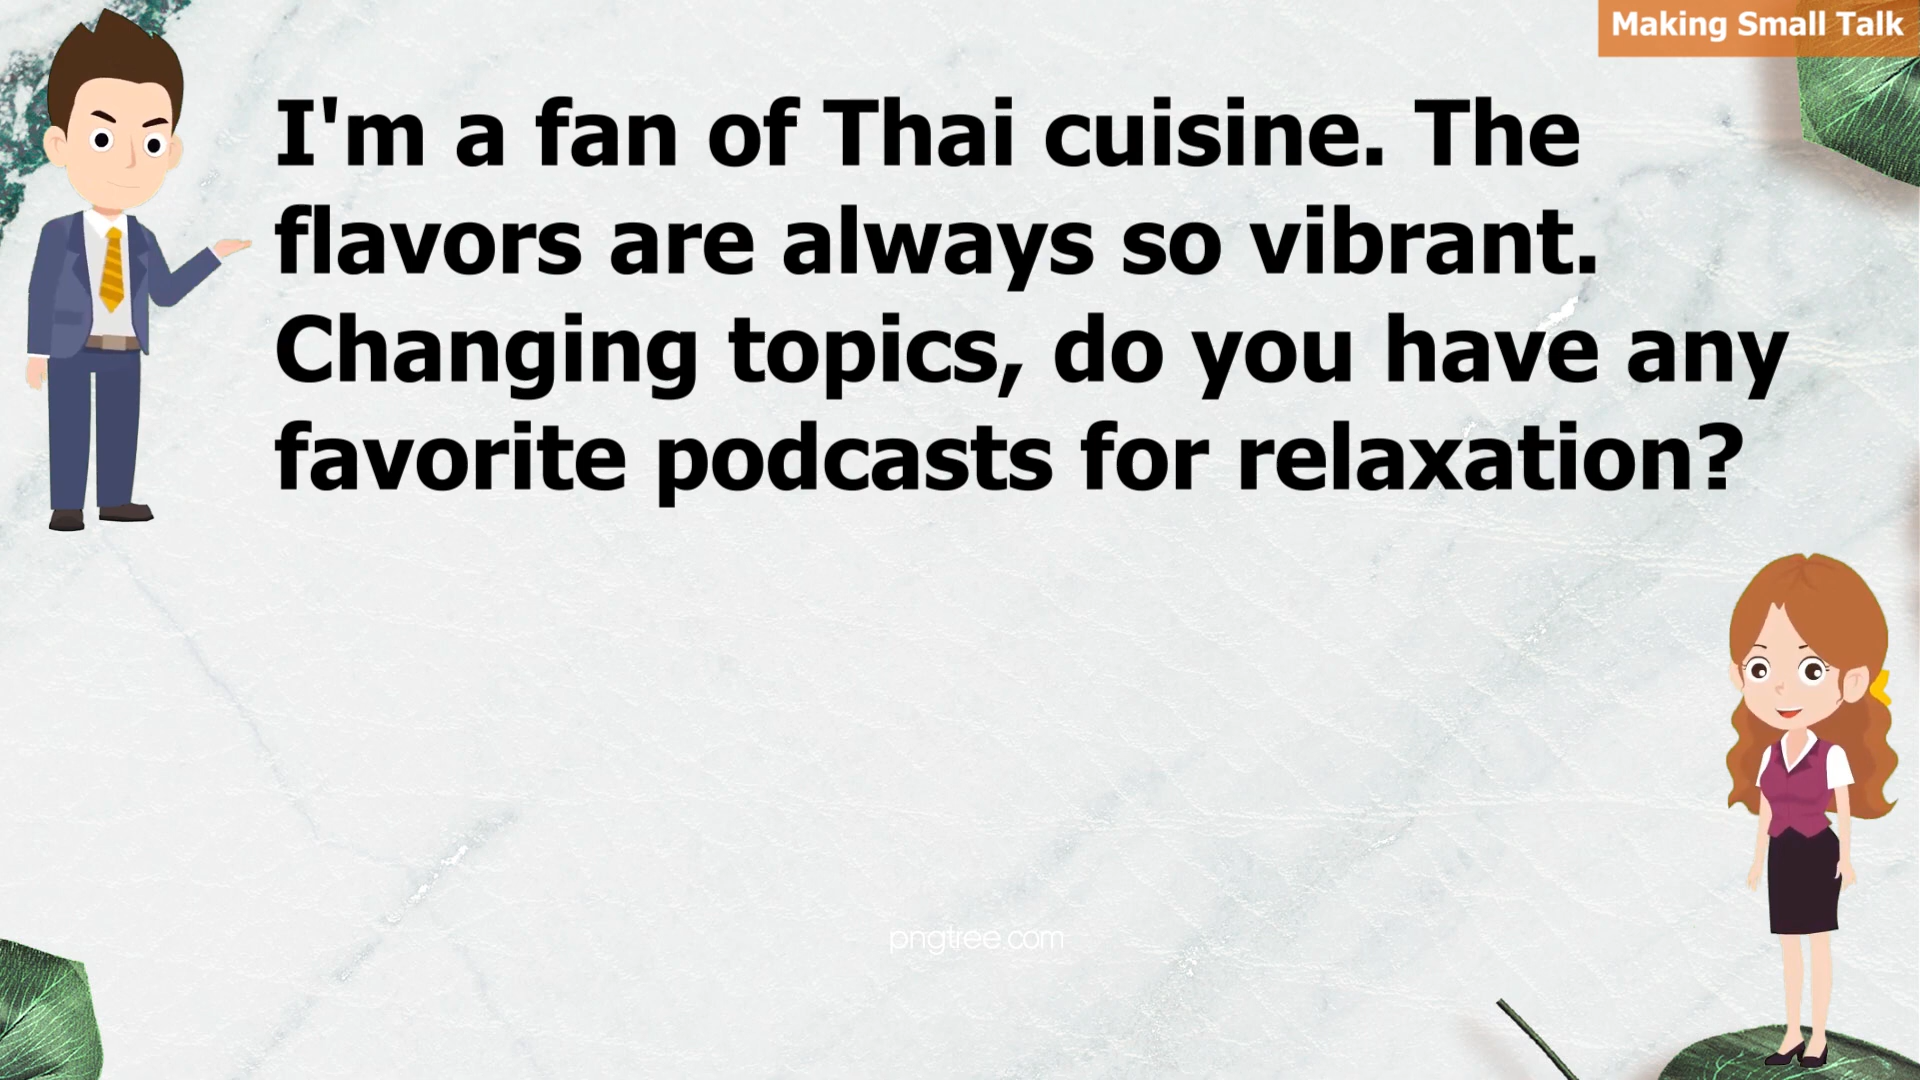 Making Small Talk
I'm a fan of Thai cuisine. The
flavors are always so vibrant.
Changing topics, do you have any
favorite podcasts for relaxation?
pngtree.com